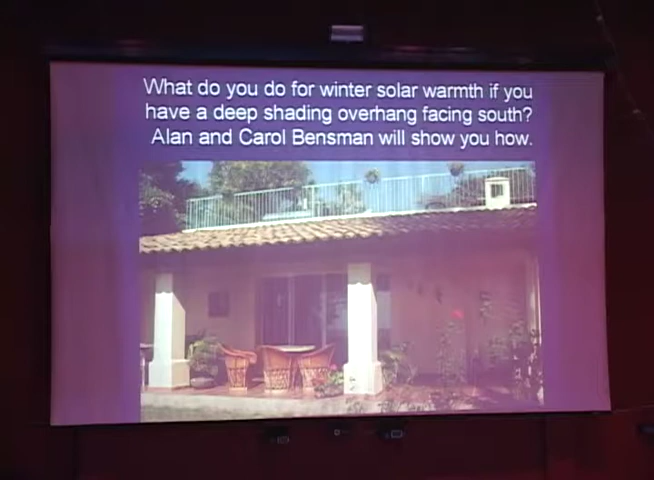 What do you do for winter solar warmth if you
have a deep shading overhang facing south?
Alan and Carol Bensman will show you how.